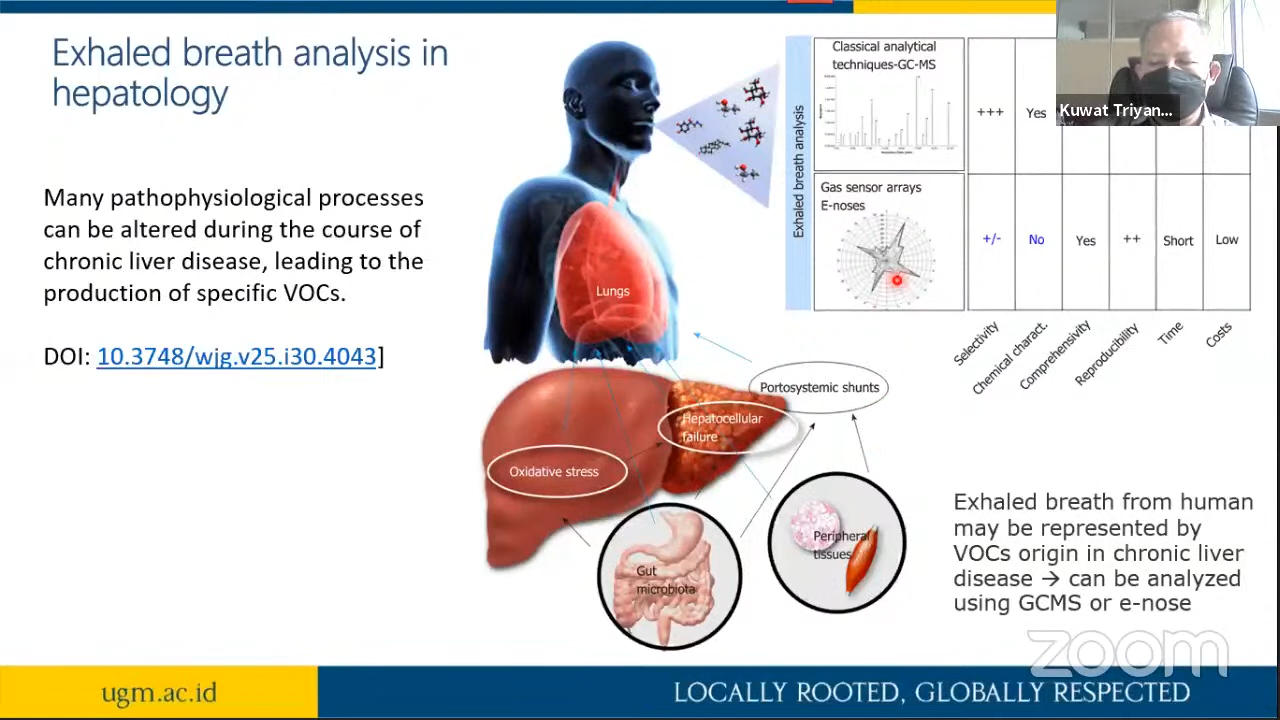 Exhaled breath analysis in
hepatology
Many pathophysiological processes
can be altered during the course of
chronic liver disease, leading to the
production of specific VOCs.
DOI: 10.3748/wjg.v25.i30.4043]
Lungs
Portosystemic shunts
Hepatocellular
failure
Oxidative stress
Gut
microbiota
Peripheral
tissues
Exhaled breath analysis
Classical analytical
techniques-GC-MS
+++
Yes
Gas sensor arrays
E-noses
+/-
No
Yes
++
Short
Low
Selectivity
Chemical charact.
Comprehensivity
Reproducibility
Time
Costs
Kuwat Triyan...
Exhaled breath from human
may be represented by
VOCs origin in chronic liver
disease → can be analyzed
using GCMS or e-nose
zoom
ugm.ac.id
LOCALLY ROOTED, GLOBALLY RESPECTED